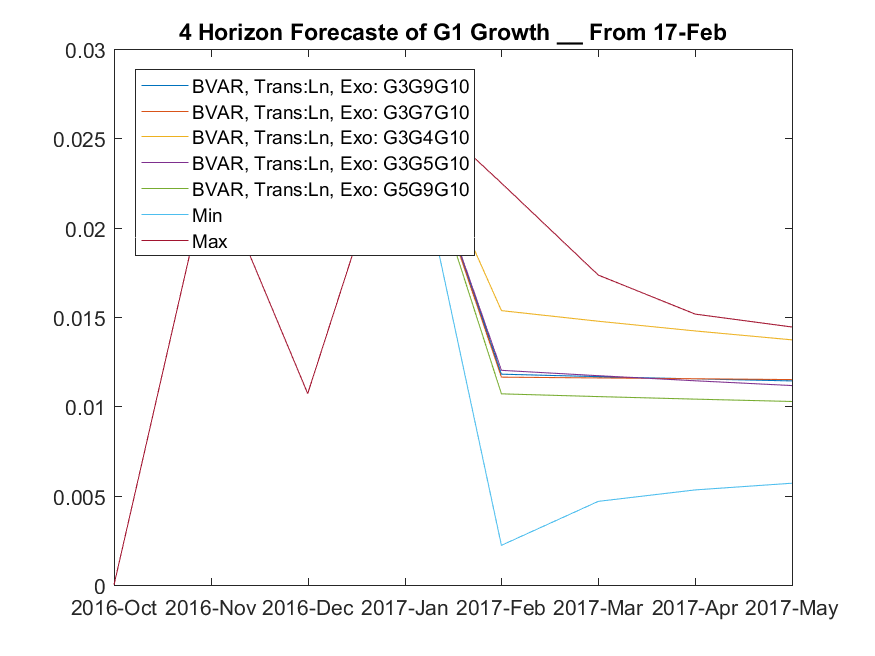 4 Horizon Forecaste of G1 Growth __ From 17-Feb
0.03
0.025
0.02
0.015
0.01
0.005
0
BVAR, Trans:Ln, Exo: G3G9G10
BVAR, Trans:Ln, Exo: G3G7G10
BVAR, Trans:Ln, Exo: G3G4G10
BVAR, Trans:Ln, Exo: G3G5G10
BVAR, Trans:Ln, Exo: G5G9G10
Min
Max
2016-Oct 2016-Nov 2016-Dec 2017-Jan 2017-Feb 2017-Mar 2017-Apr 2017-May